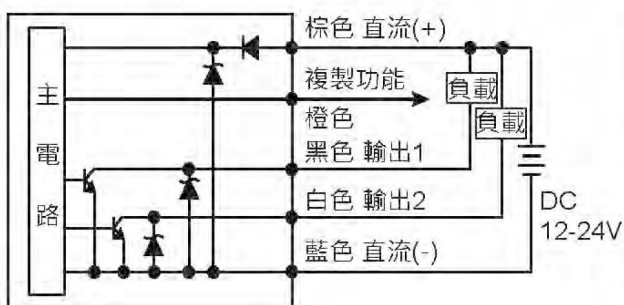 棕色 直流(+)
主電路
複製功能
橙色
負載
負載
黑色 輸出1
白色 輸出2
DC
12-24V
藍色 直流(-)